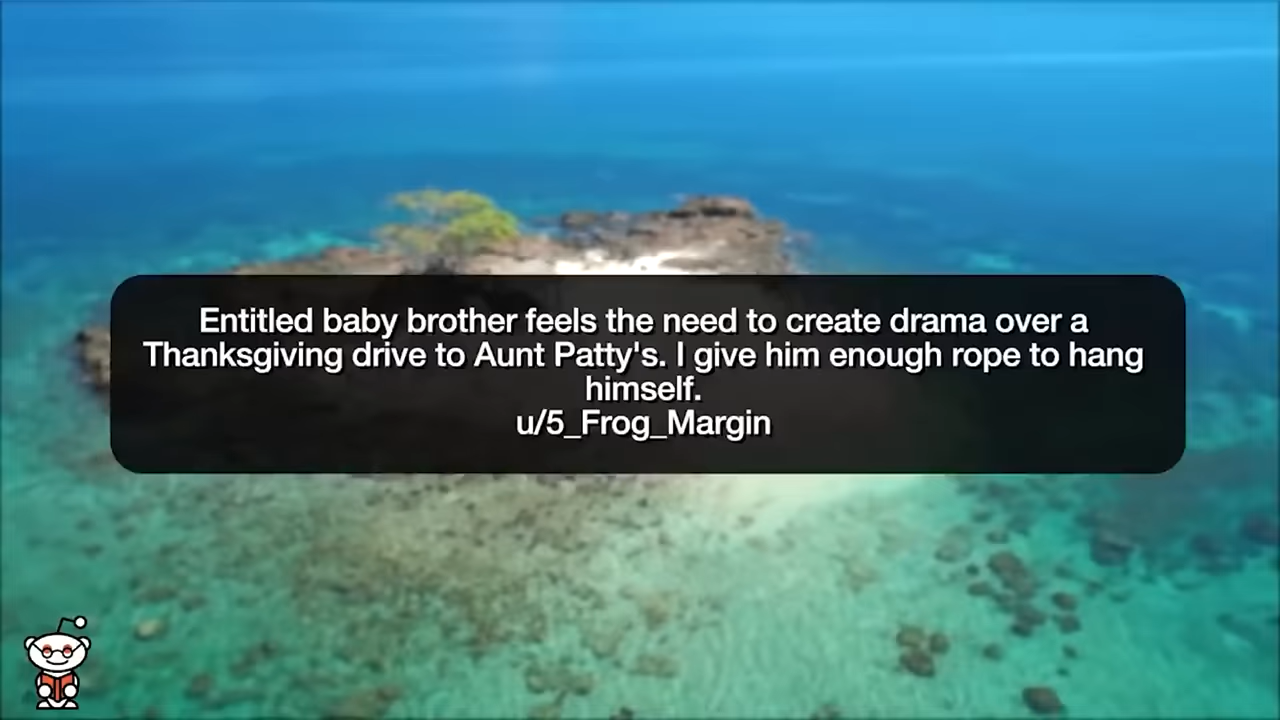 Entitled baby brother feels the need to create drama over a
Thanksgiving drive to Aunt Patty's. I give him enough rope to hang
himself.
u/5_Frog_Margin